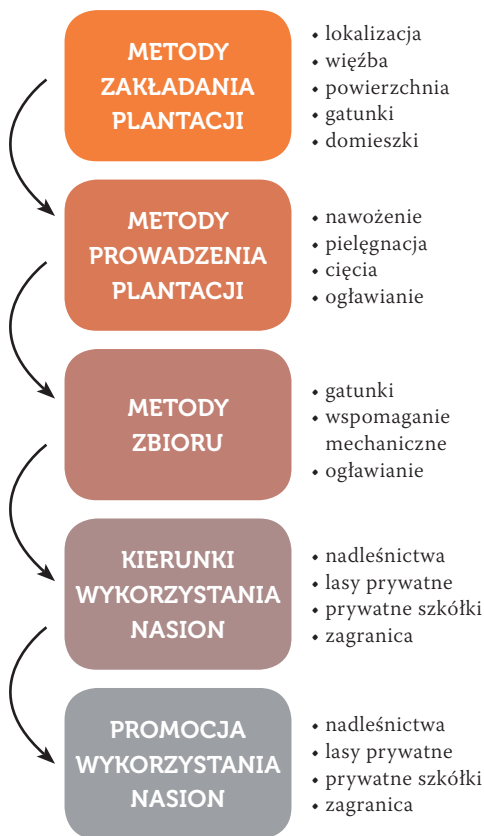 METODY
ZAKŁADANIA
PLANTACJI
• lokalizacja
• więźba
• powierzchnia
• gatunki
• domieszki
METODY
PROWADZENIA
PLANTACJI
• nawożenie
• pielęgnacja
• cięcia
• ogławianie
METODY
ZBIORU
• gatunki
• wspomaganie
mechaniczne
• ogławianie
KIERUNKI
WYKORZYSTANIA
NASION
• nadleśnictwa
• lasy prywatne
• prywatne szkółki
• zagranica
PROMOCJA
WYKORZYSTANIA
NASION
• nadleśnictwa
• lasy prywatne
• prywatne szkółki
• zagranica